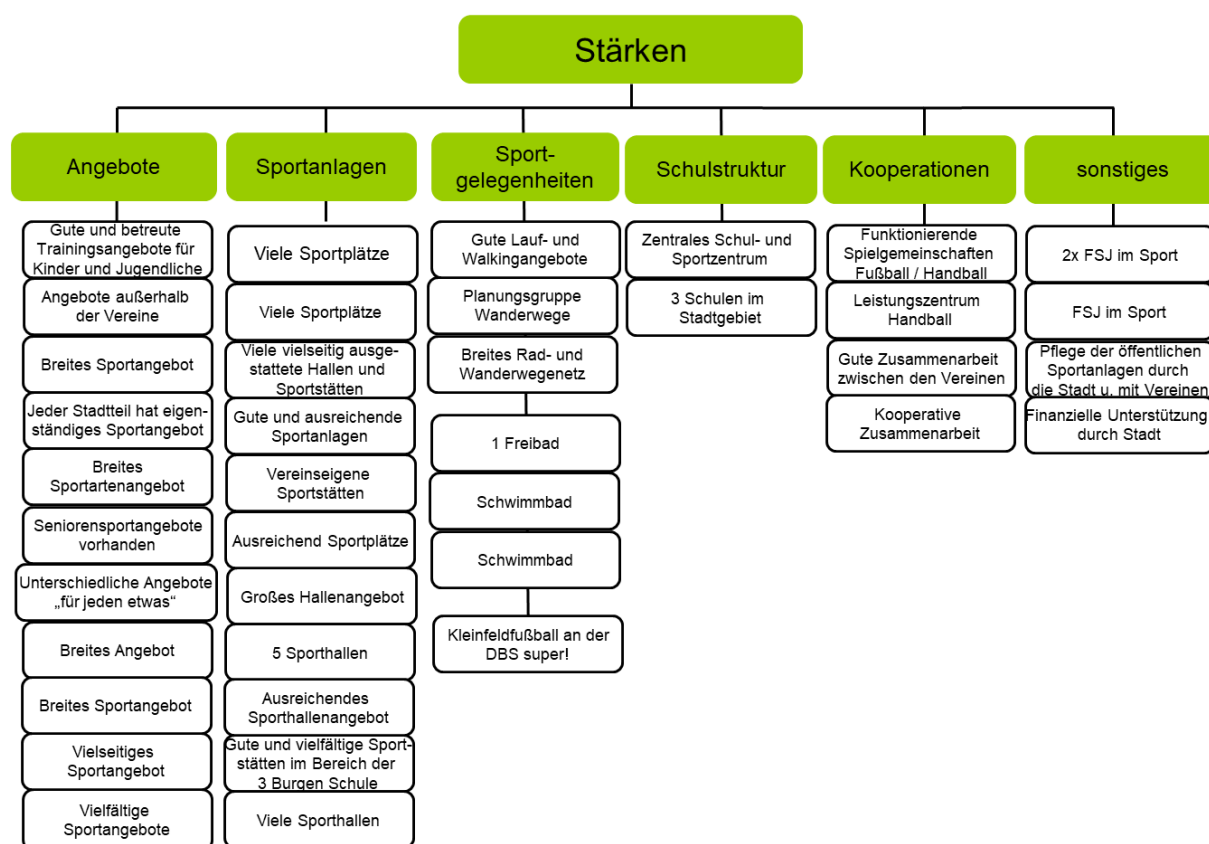 Stärken
Angebote
Gute und betreute
Trainingsangebote für
Kinder und Jugendliche
Angebote außerhalb
der Vereine
Breites Sportangebot
Jeder Stadtteil hat eigen-
ständiges Sportangebot
Breites
Sportartenangebot
Seniorensportangebote
vorhanden
Unterschiedliche Angebote
„für jeden etwas“
Breites Angebot
Breites Sportangebot
Vielseitiges
Sportangebot
Vielfältige
Sportangebote
Sportanlagen
Viele Sportplätze
Viele Sportplätze
Viele vielseitig ausge-
stattete Hallen und
Sportstätten
Gute und ausreichende
Sportanlagen
Vereinseigene
Sportstätten
Ausreichend Sportplätze
Großes Hallenangebot
5 Sporthallen
Ausreichendes
Sporthallenangebot
Gute und vielfältige Sport-
stätten im Bereich der
3 Burgen Schule
Viele Sporthallen
Sport-
gelegenheiten
Gute Lauf- und
Walkingangebote
Planungsgruppe
Wanderwege
Breites Rad- und
Wanderwegenetz
1 Freibad
Schwimmbad
Schwimmbad
Kleinfeldfußball an der
DBS super!
Schulstruktur
Zentrales Schul- und
Sportzentrum
3 Schulen im
Stadtgebiet
Kooperationen
Funktionierende
Spielgemeinschaften
Fußball / Handball
Leistungszentrum
Handball
Gute Zusammenarbeit
zwischen den Vereinen
Kooperative
Zusammenarbeit
sonstiges
2x FSJ im Sport
FSJ im Sport
Pflege der öffentlichen
Sportanlagen durch
die Stadt u. mit Vereinen
Finanzielle Unterstützung
durch Stadt